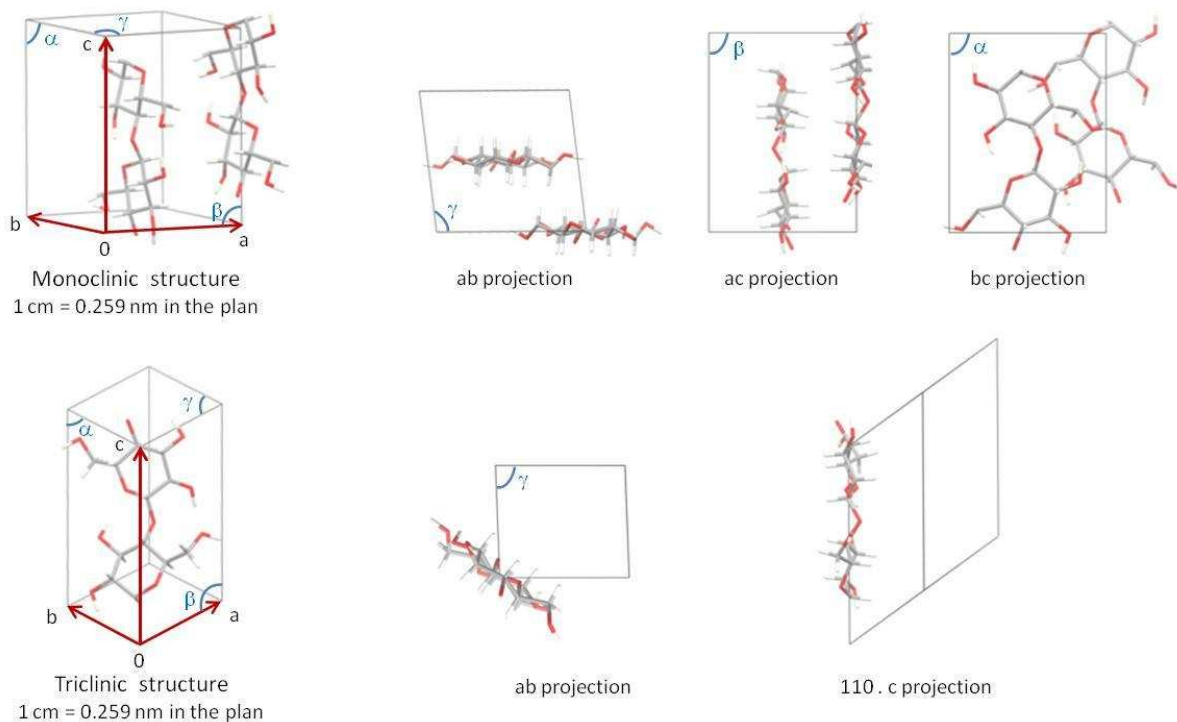 α
γ
c
b
0
β
a
Monoclinic structure
1 cm = 0.259 nm in the plan
γ
ab projection
β
ac projection
α
bc projection
α
γ
c
b
β
a
0
Triclinic structure
1 cm = 0.259 nm in the plan
γ
ab projection
110 . c projection